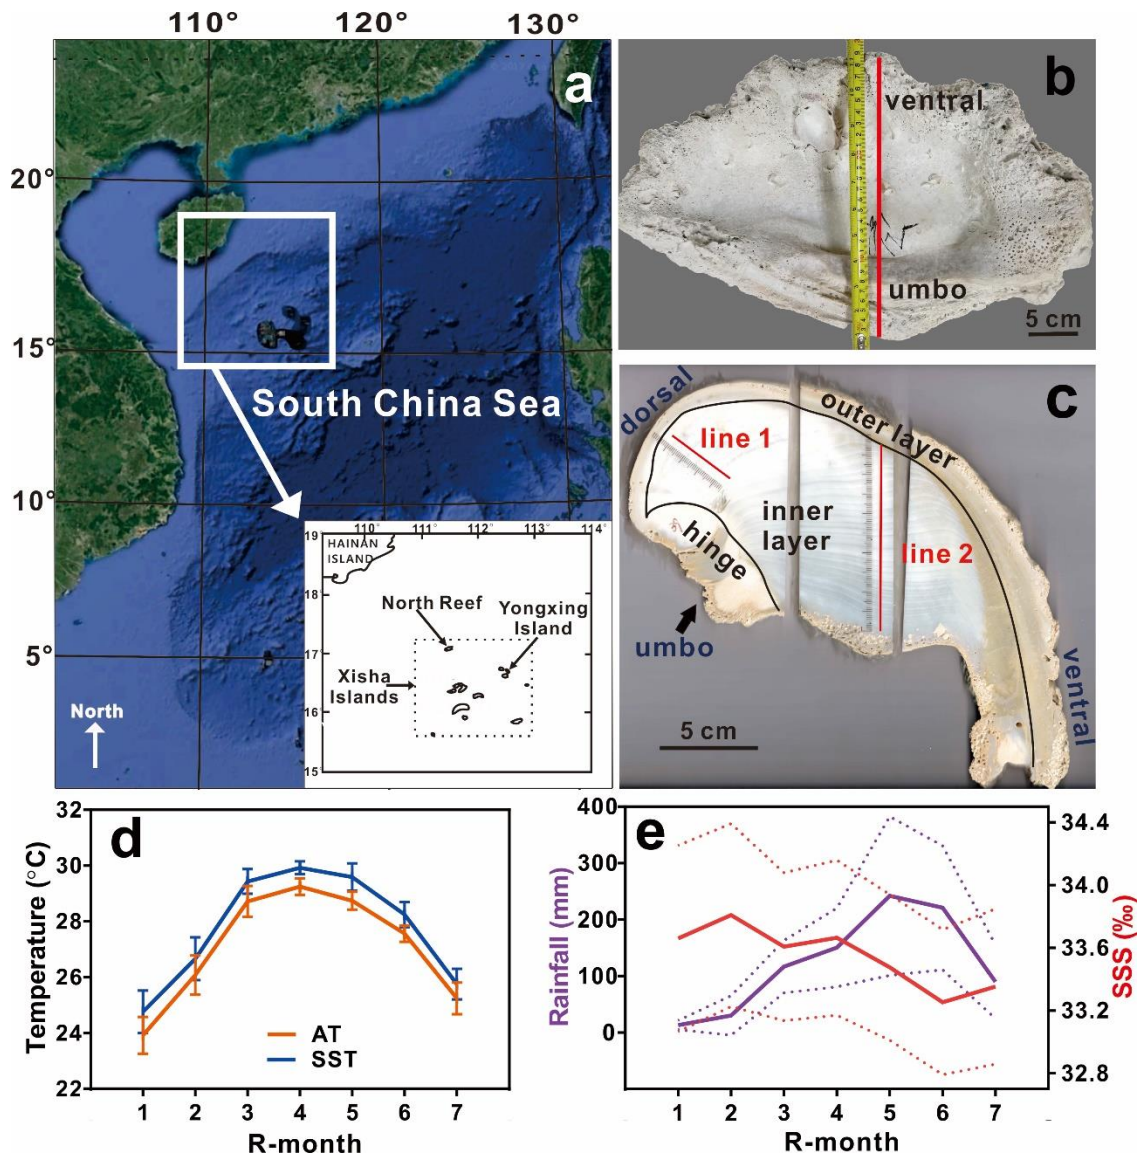 110° 120° 130°
a
20°
15°
10°
5°
South China Sea
North
110° 111° 112° 113° 114°
19
18
17
16
15
HAINAN
ISLAND
North Reef
Yongxing
Island
Xisha
Islands
b
ventral
umbo
5 cm
c
dorsal
outer layer
line 1
inner
layer
hinge
line 2
umbo
ventral
5 cm
d
Temperature (°C)
32
30
28
26
24
22
AT
SST
1 2 3 4 5 6 7
R-month
e
Rainfall (mm)
400
300
200
100
0
34.4
34.0
33.6
33.2
32.8
SSS (‰)
1 2 3 4 5 6 7
R-month